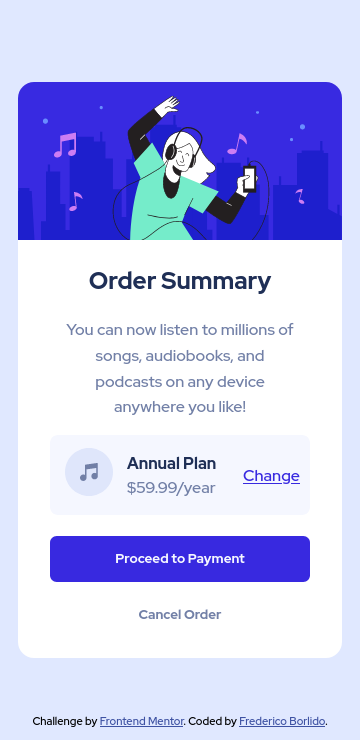 Order Summary
You can now listen to millions of
songs, audiobooks, and
podcasts on any device
anywhere you like!
Annual Plan
$59.99/year
Change
Proceed to Payment
Cancel Order
Challenge by Frontend Mentor. Coded by Frederico Borlido.